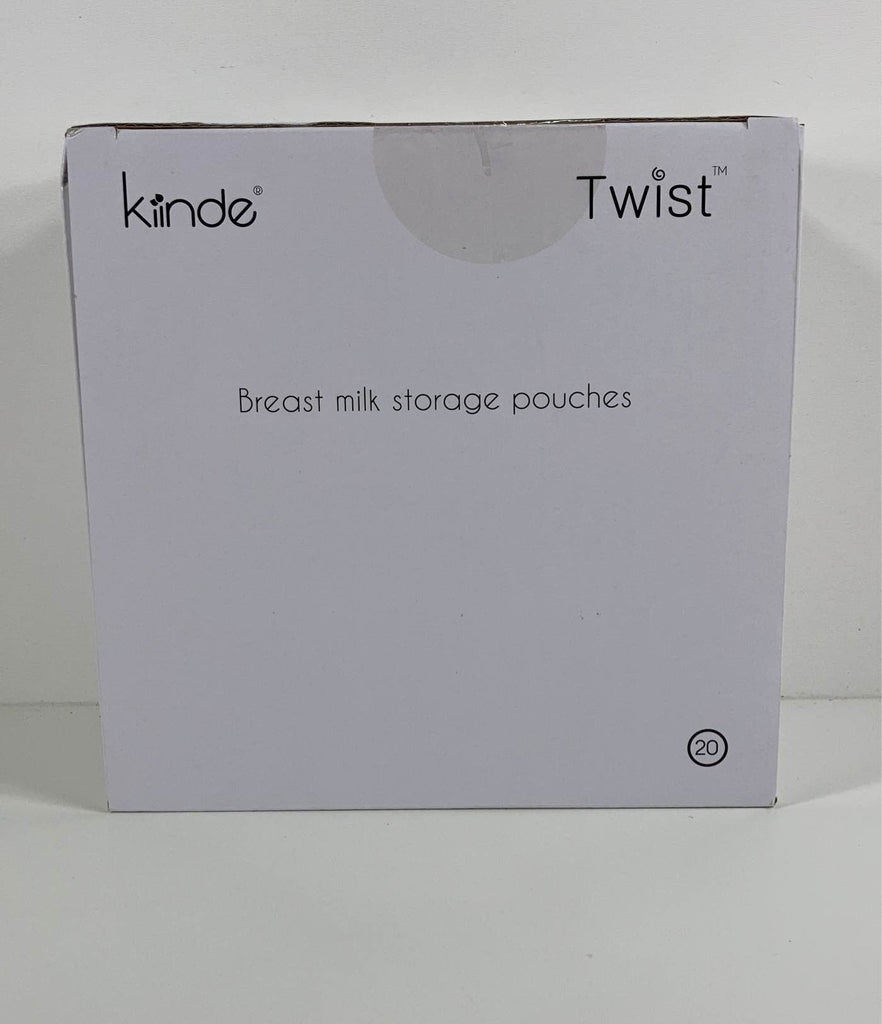 kiinde®
Twist™
Breast milk storage pouches
20